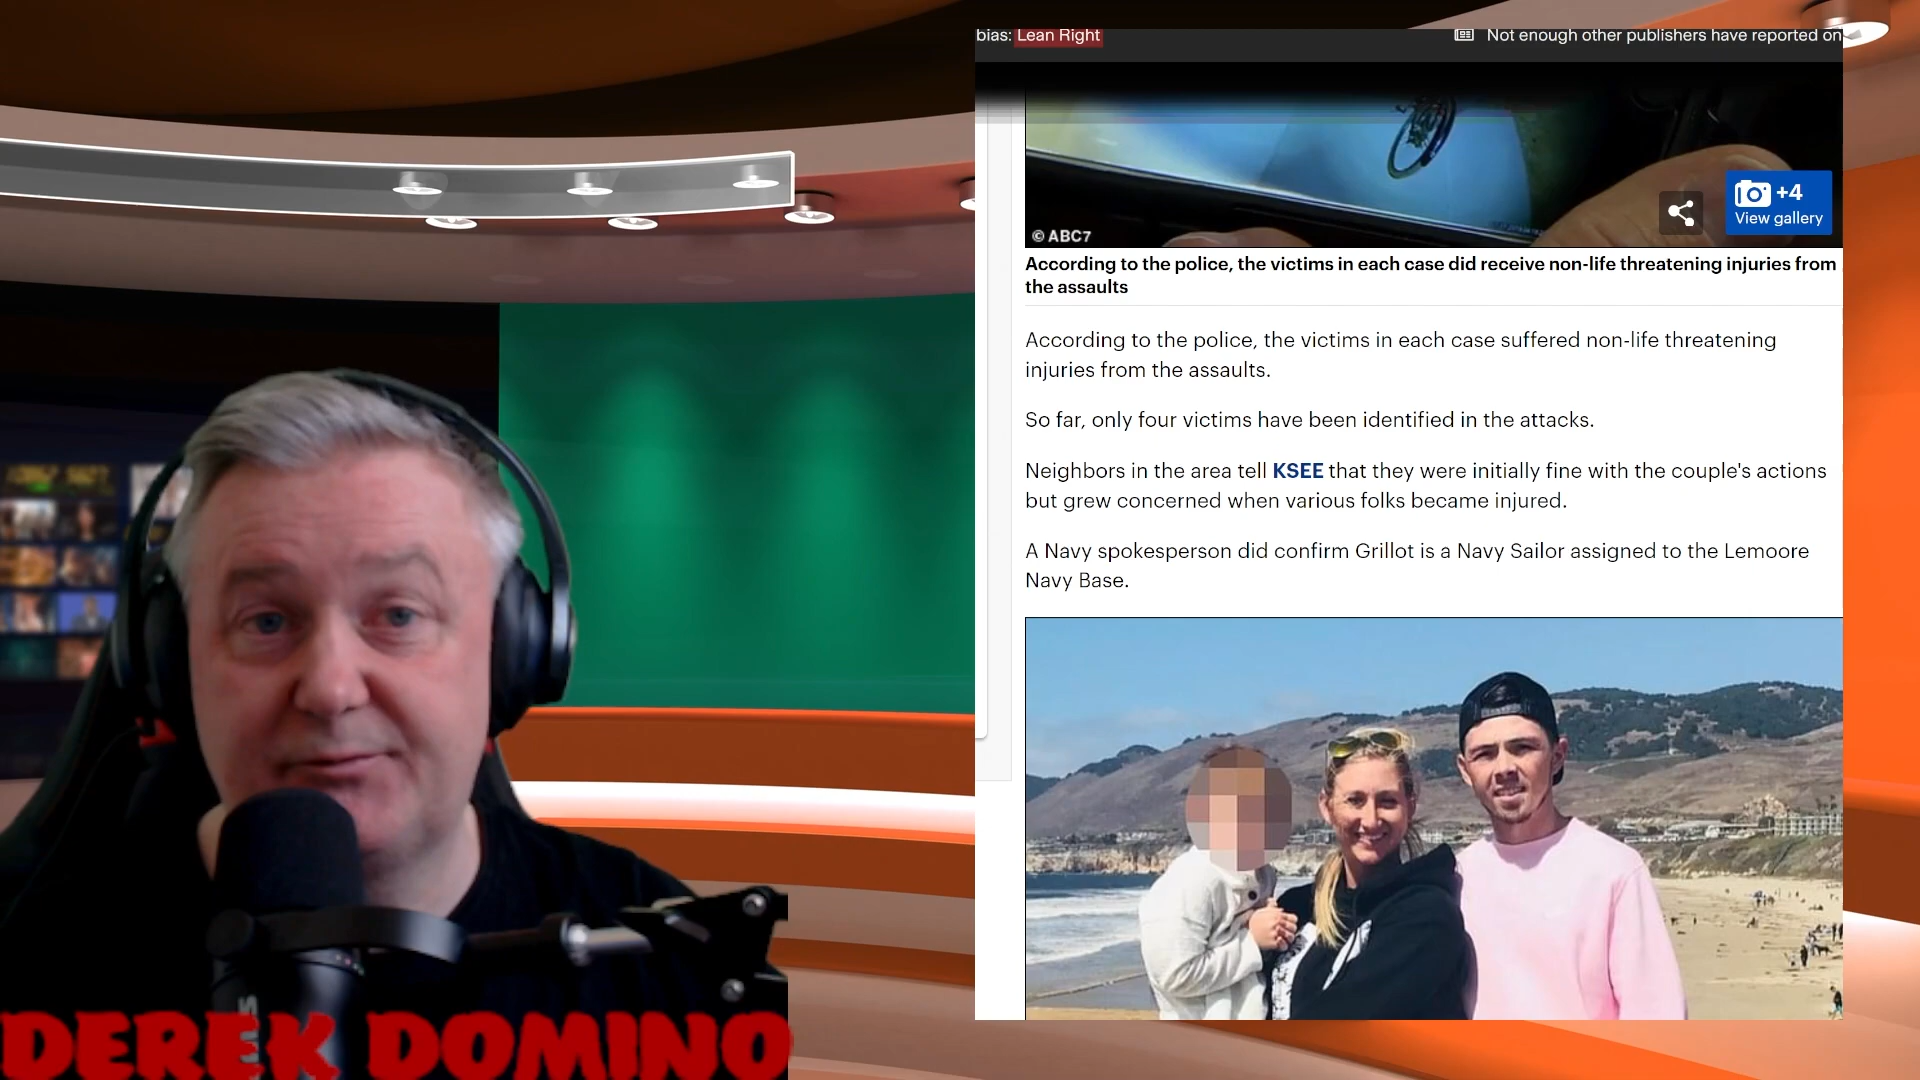 bias: Lean Right
Not enough other publishers have reported on
+4
View gallery
© ABC7
According to the police, the victims in each case did receive non-life threatening injuries from
the assaults
According to the police, the victims in each case suffered non-life threatening
injuries from the assaults.
So far, only four victims have been identified in the attacks.
Neighbors in the area tell KSEE that they were initially fine with the couple's actions
but grew concerned when various folks became injured.
A Navy spokesperson did confirm Grillot is a Navy Sailor assigned to the Lemoore
Navy Base.
DEREK DOMINO